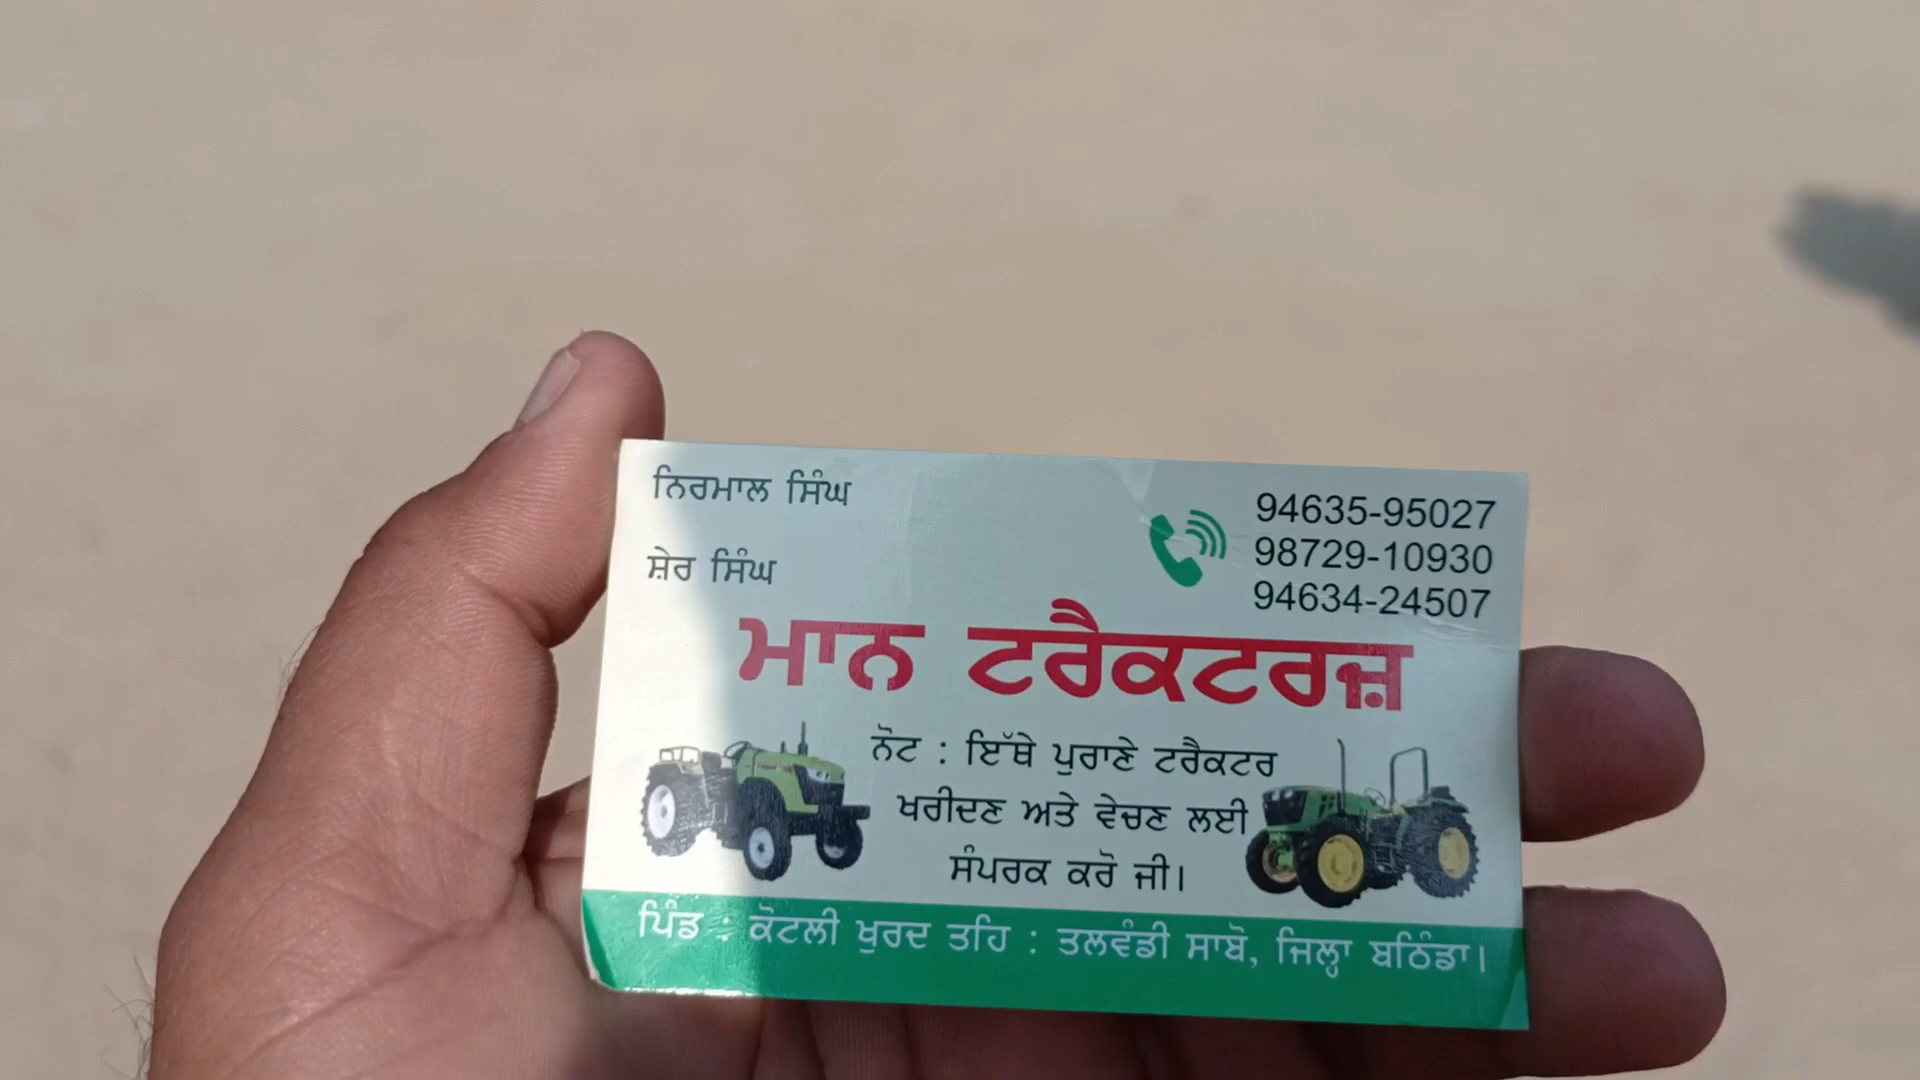 ਨਿਰਮਾਲ ਸਿੰਘ
ਸ਼ੇਰ ਸਿੰਘ
94635-95027
98729-10930
94634-24507
ਮਾਨ ਟਰੈਕਟਰਜ਼
ਨੋਟ : ਇੱਥੇ ਪੁਰਾਣੇ ਟਰੈਕਟਰ
ਖਰੀਦਣ ਅਤੇ ਵੇਚਣ ਲਈ
ਸੰਪਰਕ ਕਰੋ ਜੀ।
ਪਿੰਡ : ਕੋਟਲੀ ਖੁਰਦ ਤਹਿ : ਤਲਵੰਡੀ ਸਾਬੋ, ਜਿਲ੍ਹਾ ਬਠਿੰਡਾ।